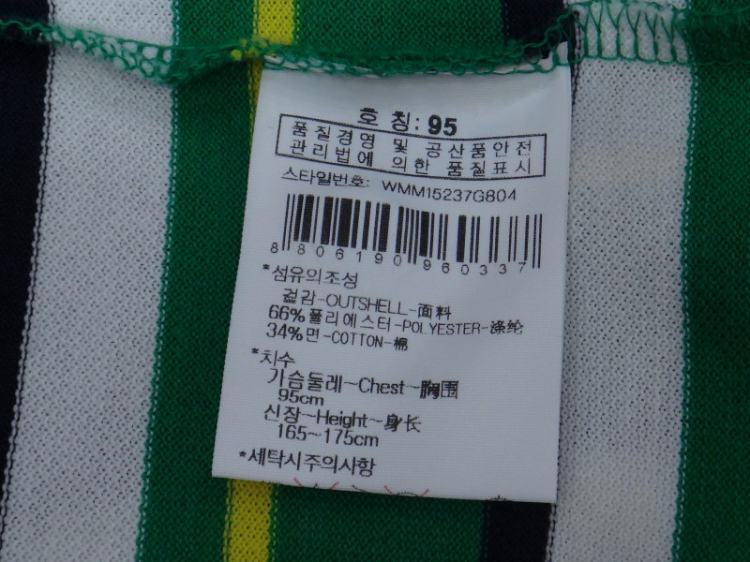 호 칭: 95
품질경영 및 공산품안전
관리법에 의한 품질표시
스타일번호: WMM15237G804
8 806190 960337
*섬유의조성
겉감-OUTSHELL-面料
66%폴리에스터-POLYESTER-涤纶
34%면-COTTON-棉
*치수
가슴둘레~Chest~胸围
95cm
신장~Height~身长
165~175cm
*세탁시주의사항